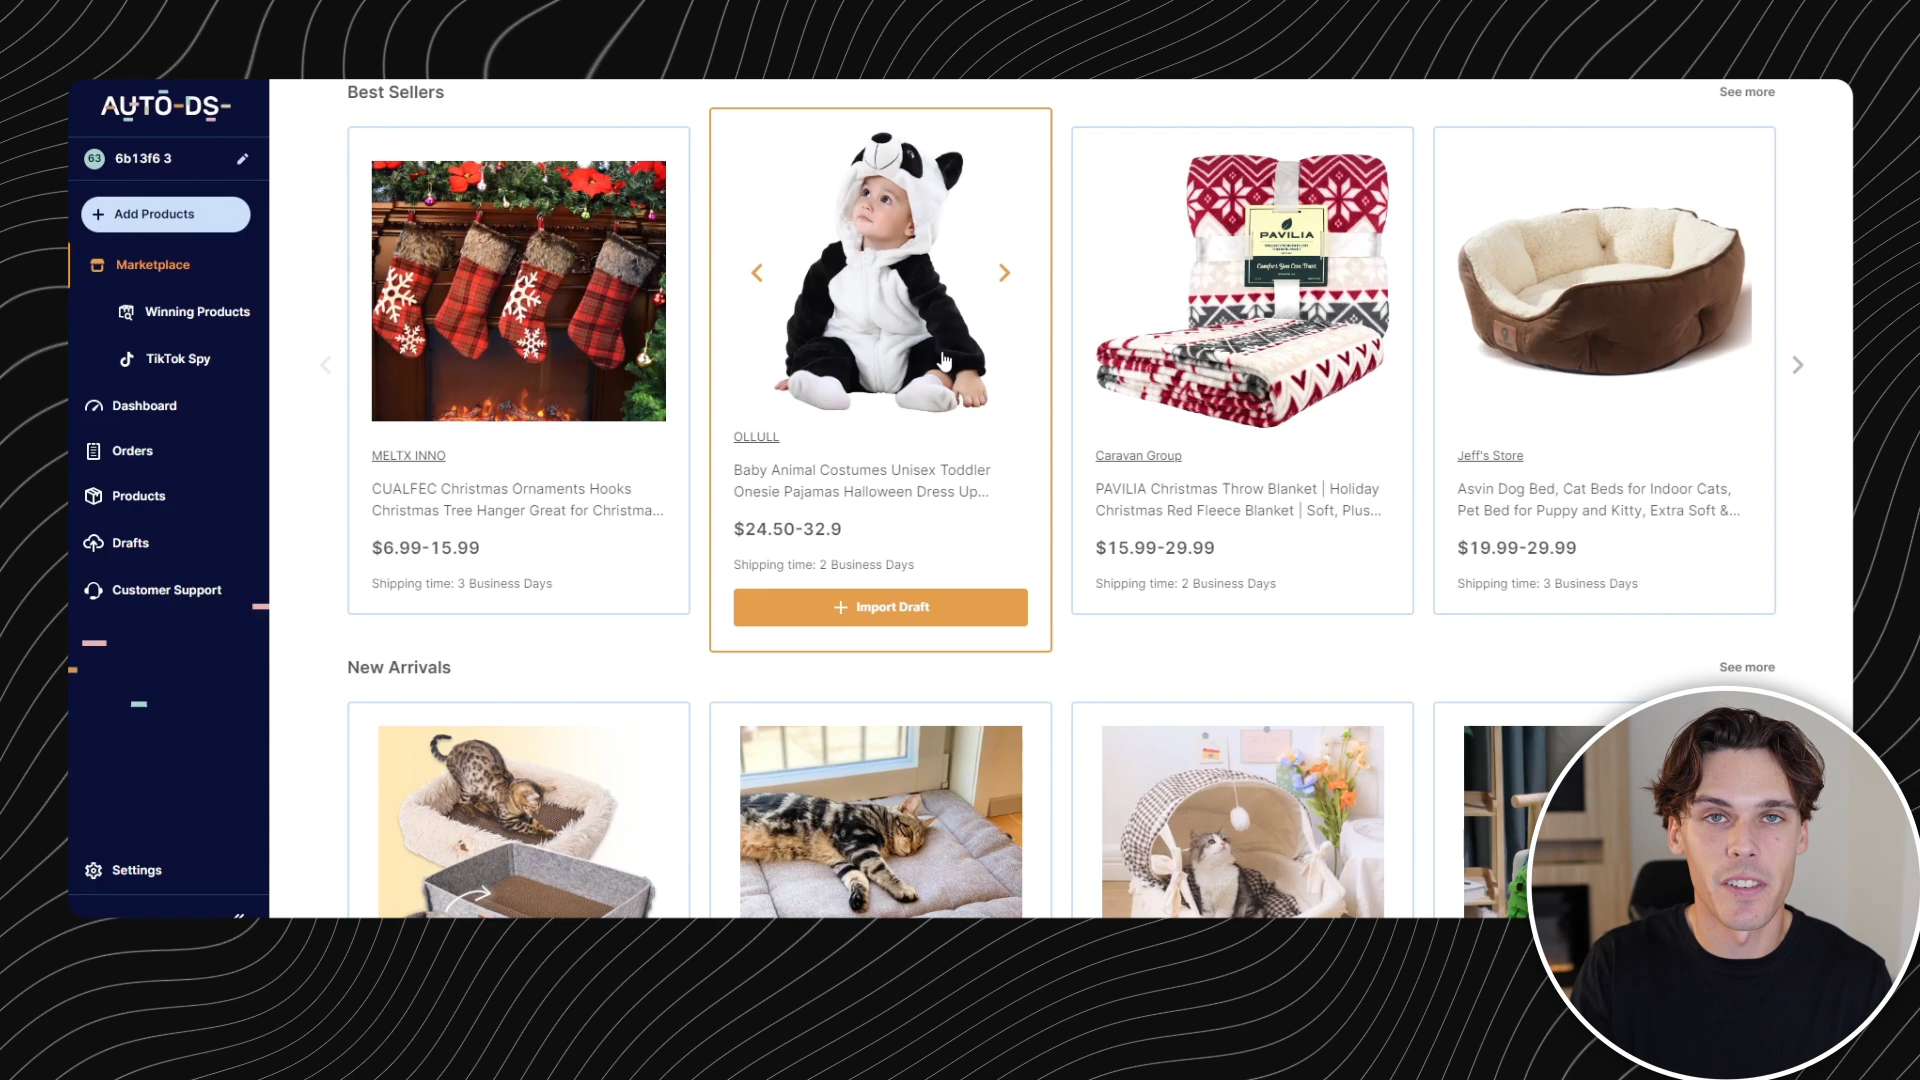 AUTO-DS-
63 6b13f6 3
+ Add Products
Marketplace
Winning Products
TikTok Spy
Dashboard
Orders
Products
Drafts
Customer Support
Settings
Best Sellers
See more
MELTX INNO
CUALFEC Christmas Ornaments Hooks
Christmas Tree Hanger Great for Christma...
$6.99-15.99
Shipping time: 3 Business Days
OLLULL
Baby Animal Costumes Unisex Toddler
Onesie Pajamas Halloween Dress Up...
$24.50-32.9
Shipping time: 2 Business Days
+ Import Draft
PAVILIA
Comfort You Can Trust
Caravan Group
PAVILIA Christmas Throw Blanket | Holiday
Christmas Red Fleece Blanket | Soft, Plus...
$15.99-29.99
Shipping time: 2 Business Days
Jeff's Store
Asvin Dog Bed, Cat Beds for Indoor Cats,
Pet Bed for Puppy and Kitty, Extra Soft &...
$19.99-29.99
Shipping time: 3 Business Days
New Arrivals
See more